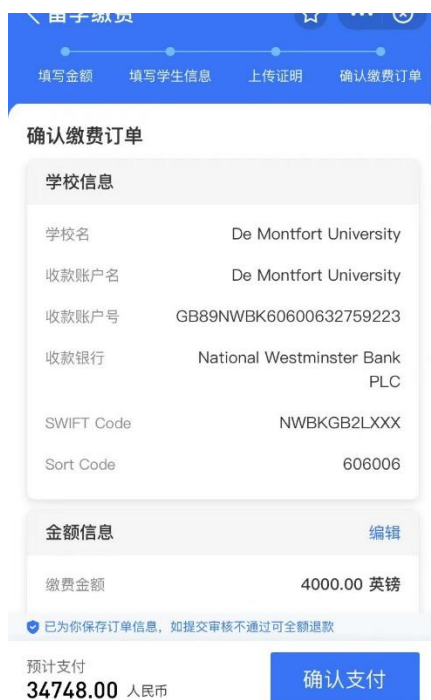 留学缴费
填写金额 填写学生信息 上传证明 确认缴费订单
确认缴费订单
学校信息
学校名 De Montfort University
收款账户名 De Montfort University
收款账户号 GB89NWBK60600632759223
收款银行 National Westminster Bank
PLC
SWIFT Code NWBKGB2LXXX
Sort Code 606006
金额信息 编辑
缴费金额 4000.00 英镑
已为你保存订单信息，如提交审核不通过可全额退款
预计支付
34748.00 人民币
确认支付